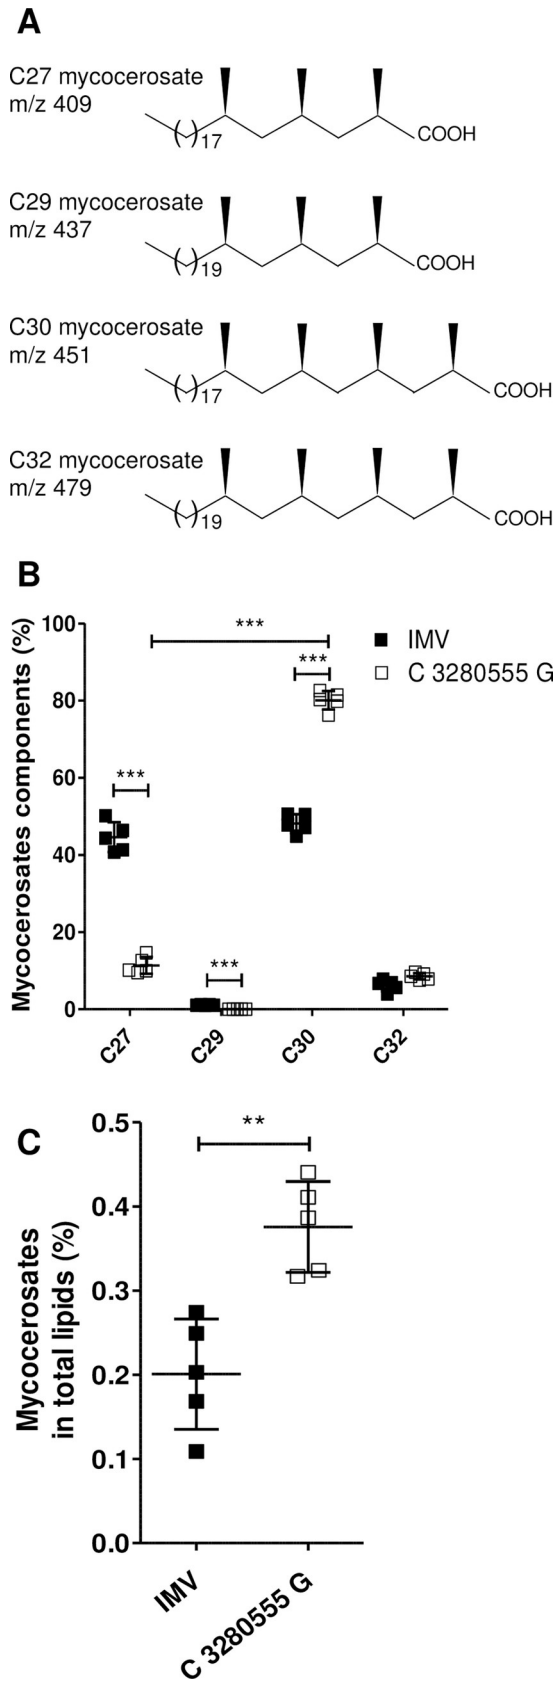 A
C27 mycocerosate
m/z 409
( )17
COOH
C29 mycocerosate
m/z 437
( )19
COOH
C30 mycocerosate
m/z 451
( )17
COOH
C32 mycocerosate
m/z 479
( )19
COOH
B
Mycocerosates components (%)
100
80
60
40
20
0
***
***
***
***
IMV
C 3280555 G
C27
C29
C30
C32
C
Mycocerosates
in total lipids (%)
0.5
0.4
0.3
0.2
0.1
0.0
**
IMV
C 3280555 G